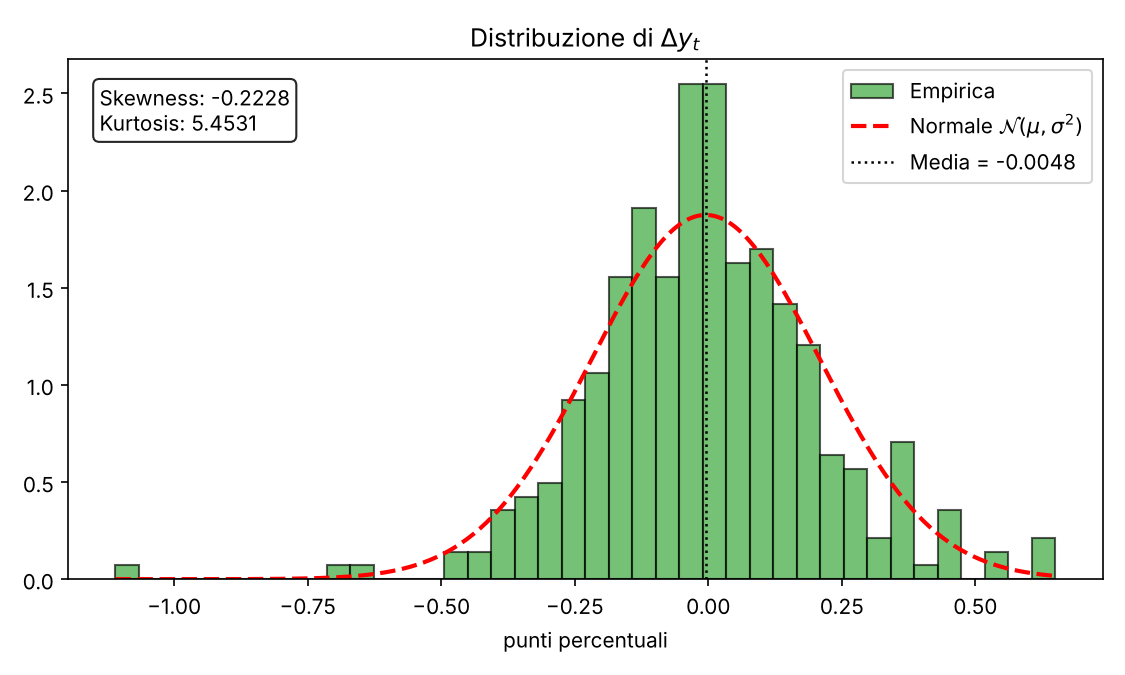 Distribuzione di Δyₜ
Skewness: -0.2228
Kurtosis: 5.4531
Empirica
Normale 𝒩(μ, σ²)
Media = -0.0048
2.5
2.0
1.5
1.0
0.5
0.0
−1.00 −0.75 −0.50 −0.25 0.00 0.25 0.50
punti percentuali